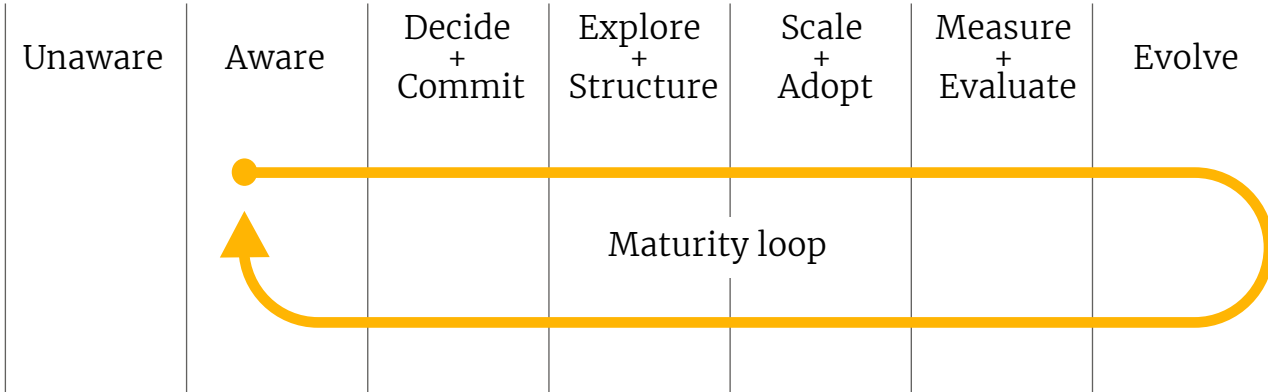 Unaware
Aware
Decide
+
Commit
Explore
+
Structure
Scale
+
Adopt
Measure
+
Evaluate
Evolve
Maturity loop